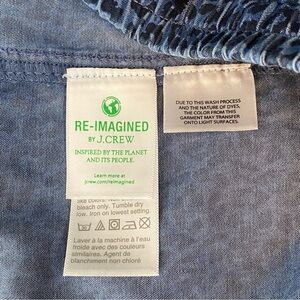 RE-IMAGINED
BY J.CREW
INSPIRED BY THE PLANET
AND ITS PEOPLE.
Learn more at
jcrew.com/reimagined
like colors. Non-chlorine
bleach only. Tumble dry
low. Iron on lowest setting.
Laver à la machine à l'eau
froide avec des couleurs
similaires. Agent de
blanchiment non chloré
DUE TO THIS WASH PROCESS
AND THE NATURE OF DYES,
THE COLOR FROM THIS
GARMENT MAY TRANSFER
ONTO LIGHT SURFACES.